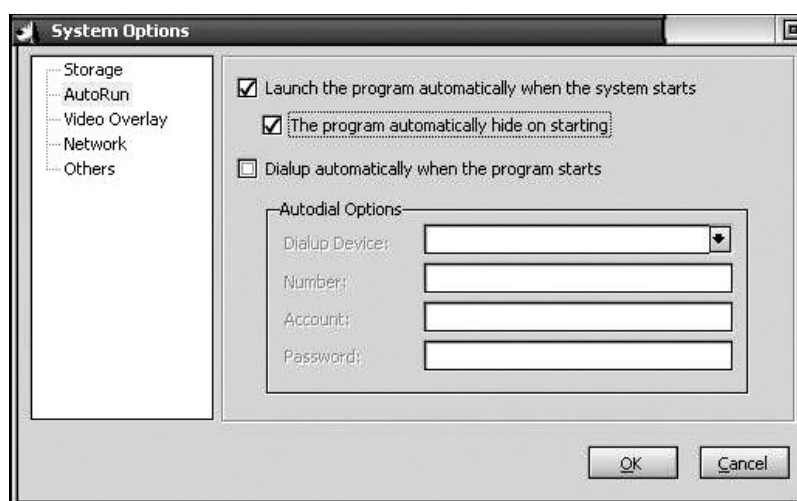 System Options
Storage
AutoRun
Video Overlay
Network
Others
Launch the program automatically when the system starts
The program automatically hide on starting
Dialup automatically when the program starts
Autodial Options
Dialup Device:
Number:
Account:
Password:
OK
Cancel